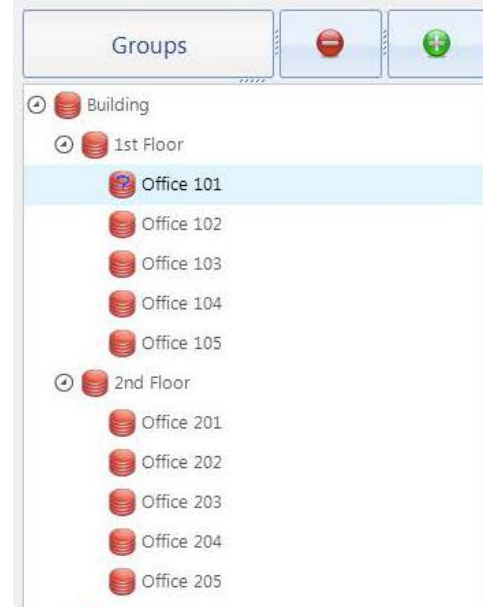 Groups
Building
1st Floor
Office 101
Office 102
Office 103
Office 104
Office 105
2nd Floor
Office 201
Office 202
Office 203
Office 204
Office 205